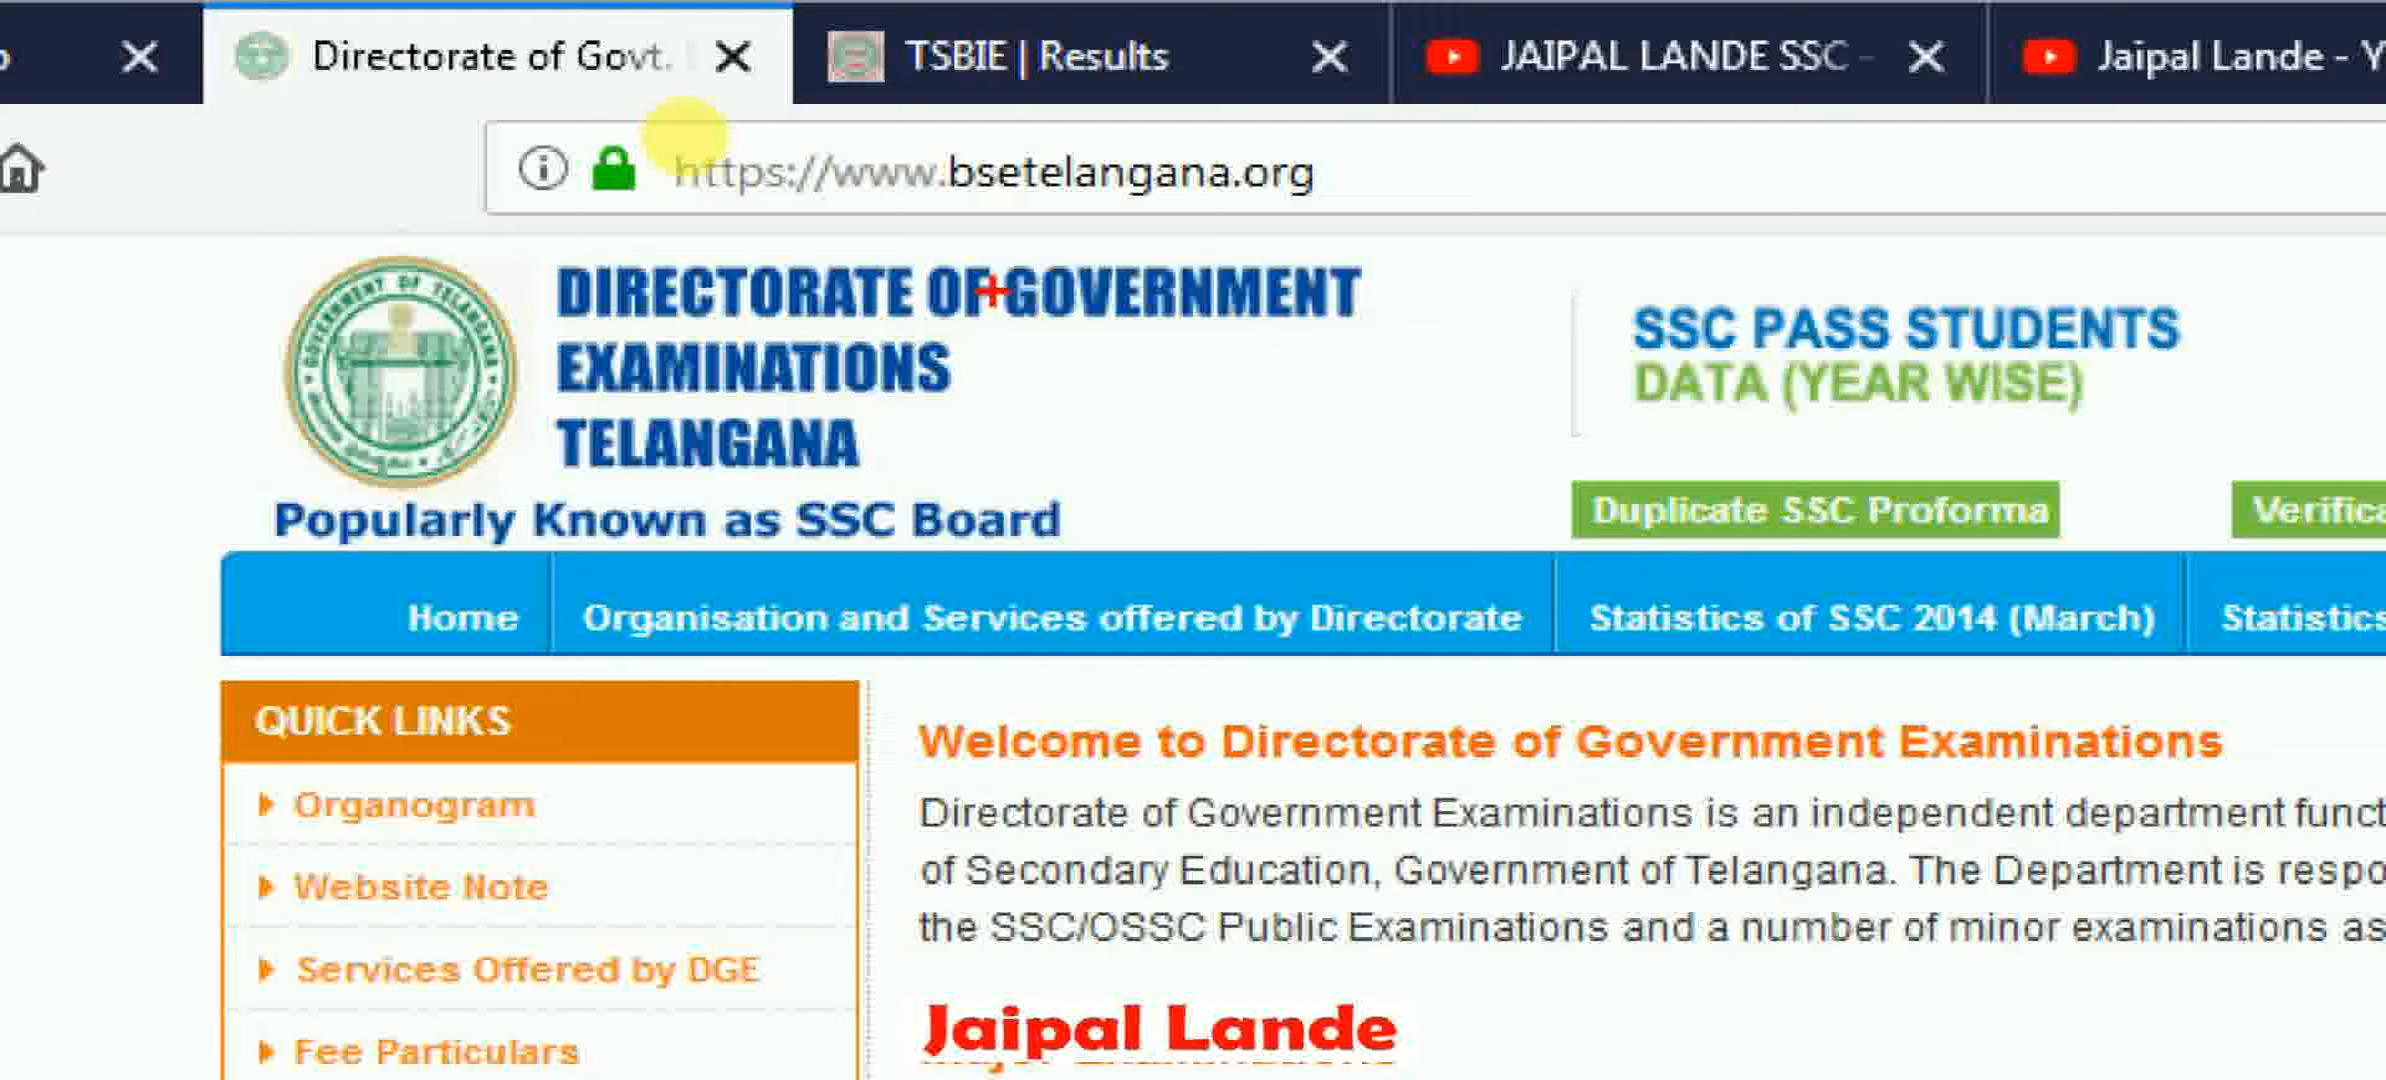 Directorate of Govt.
TSBIE | Results
JAIPAL LANDE SSC -
Jaipal Lande - Y
https://www.bsetelangana.org
GOVERNMENT OF TELANGANA
DIRECTORATE OF GOVERNMENT
EXAMINATIONS
TELANGANA
Popularly Known as SSC Board
SSC PASS STUDENTS
DATA (YEAR WISE)
Duplicate SSC Proforma
Verifica
Home
Organisation and Services offered by Directorate
Statistics of SSC 2014 (March)
Statistics
QUICK LINKS
Organogram
Website Note
Services Offered by DGE
Fee Particulars
Welcome to Directorate of Government Examinations
Directorate of Government Examinations is an independent department funct
of Secondary Education, Government of Telangana. The Department is respo
the SSC/OSSC Public Examinations and a number of minor examinations as
Jaipal Lande